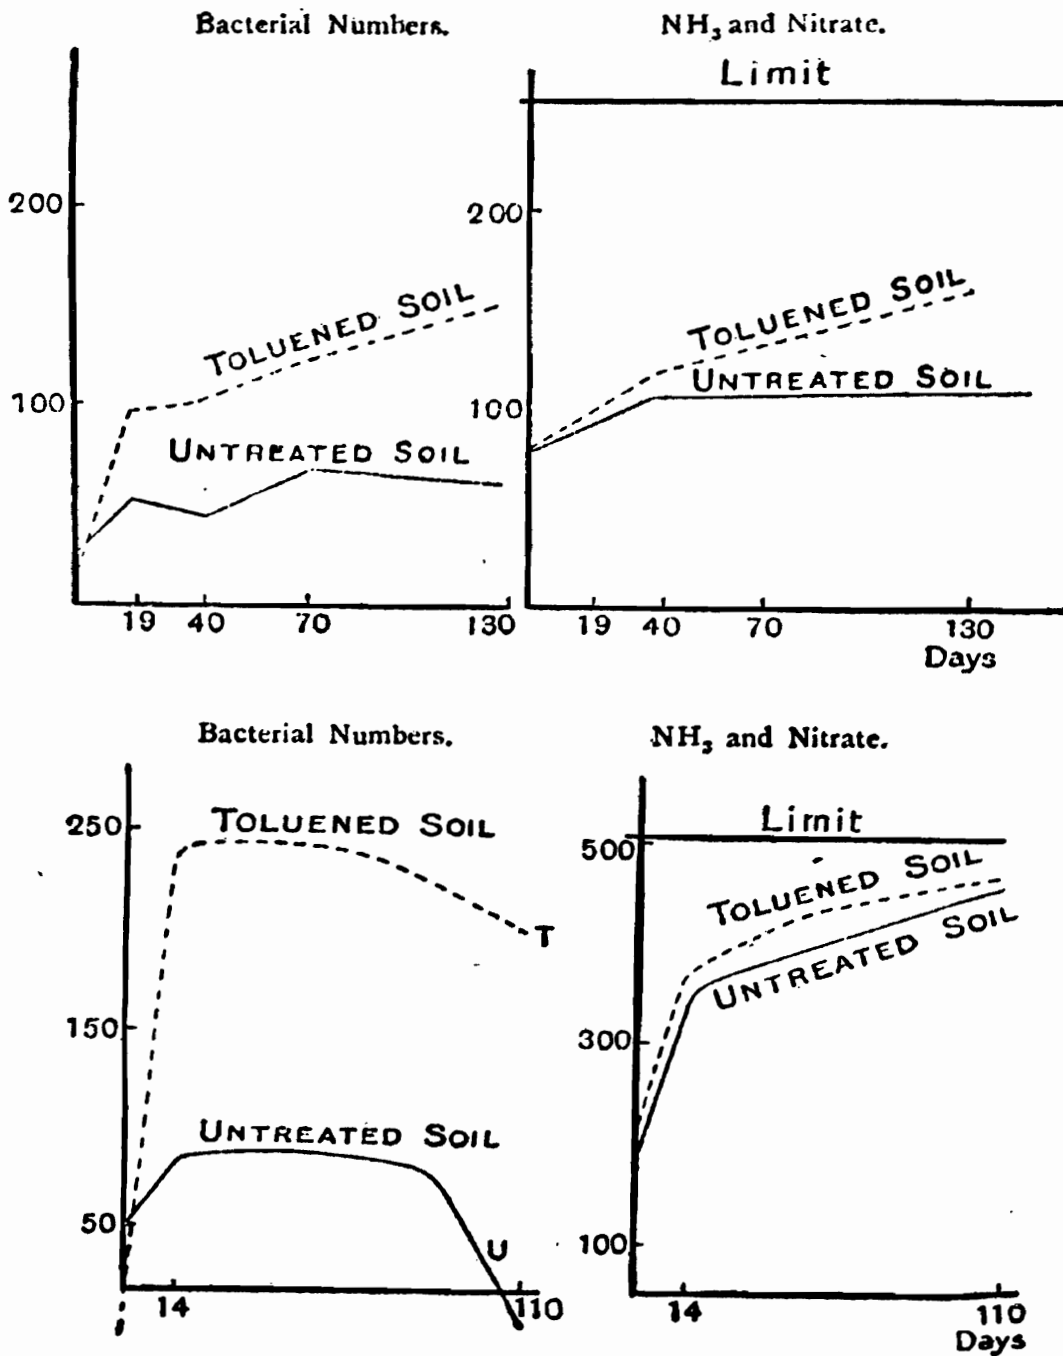 Bacterial Numbers.
NH₃ and Nitrate.
Limit
200
100
TOLUENED SOIL
UNTREATED SOIL
19 40 70 130
200
100
TOLUENED SOIL
UNTREATED SOIL
19 40 70 130
Days
Bacterial Numbers.
NH₃ and Nitrate.
250
150
50
TOLUENED SOIL
T
UNTREATED SOIL
U
14 110
Limit
500
300
100
TOLUENED SOIL
UNTREATED SOIL
14 110
Days